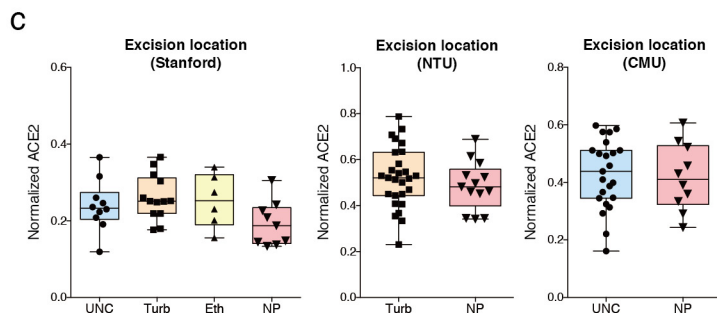 C
Excision location
(Stanford)
Normalized ACE2
0.6
0.4
0.2
0.0
UNC Turb Eth NP
Excision location
(NTU)
Normalized ACE2
1.0
0.8
0.6
0.4
0.2
0.0
Turb NP
Excision location
(CMU)
Normalized ACE2
0.8
0.6
0.4
0.2
0.0
UNC NP